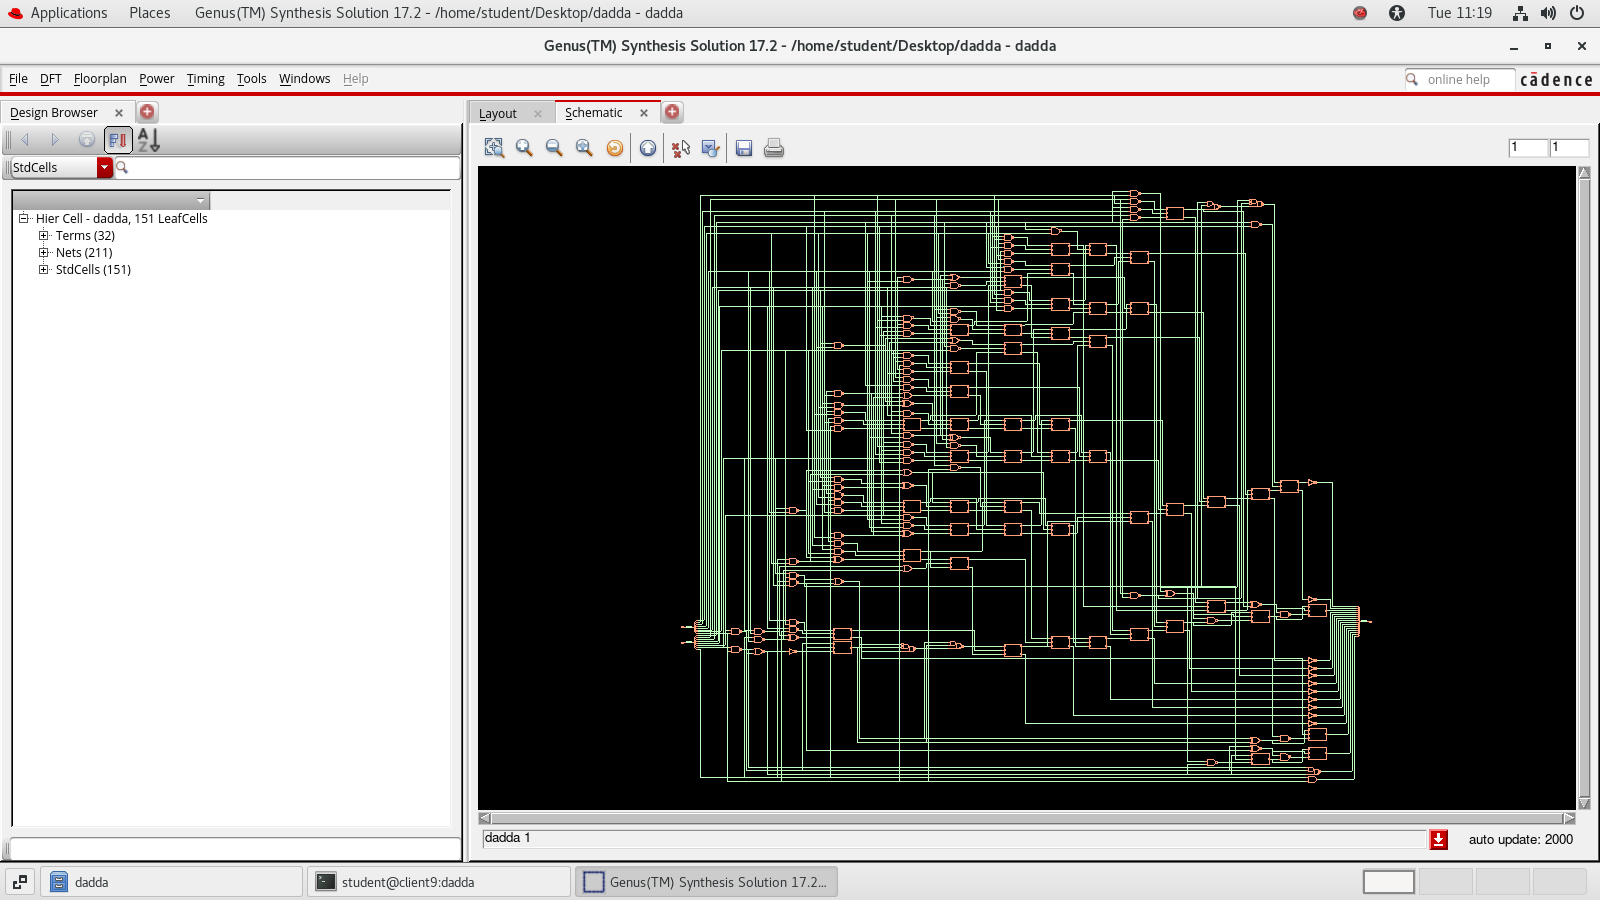 Applications Places Genus(TM) Synthesis Solution 17.2 - /home/student/Desktop/dadda - dadda Tue 11:19
Genus(TM) Synthesis Solution 17.2 - /home/student/Desktop/dadda - dadda
File DFT Floorplan Power Timing Tools Windows Help online help cādence
Design Browser Layout Schematic
A Z
1 1
StdCells
Hier Cell - dadda, 151 LeafCells
Terms (32)
Nets (211)
StdCells (151)
dadda 1 auto update: 2000
dadda student@client9:dadda Genus(TM) Synthesis Solution 17.2...